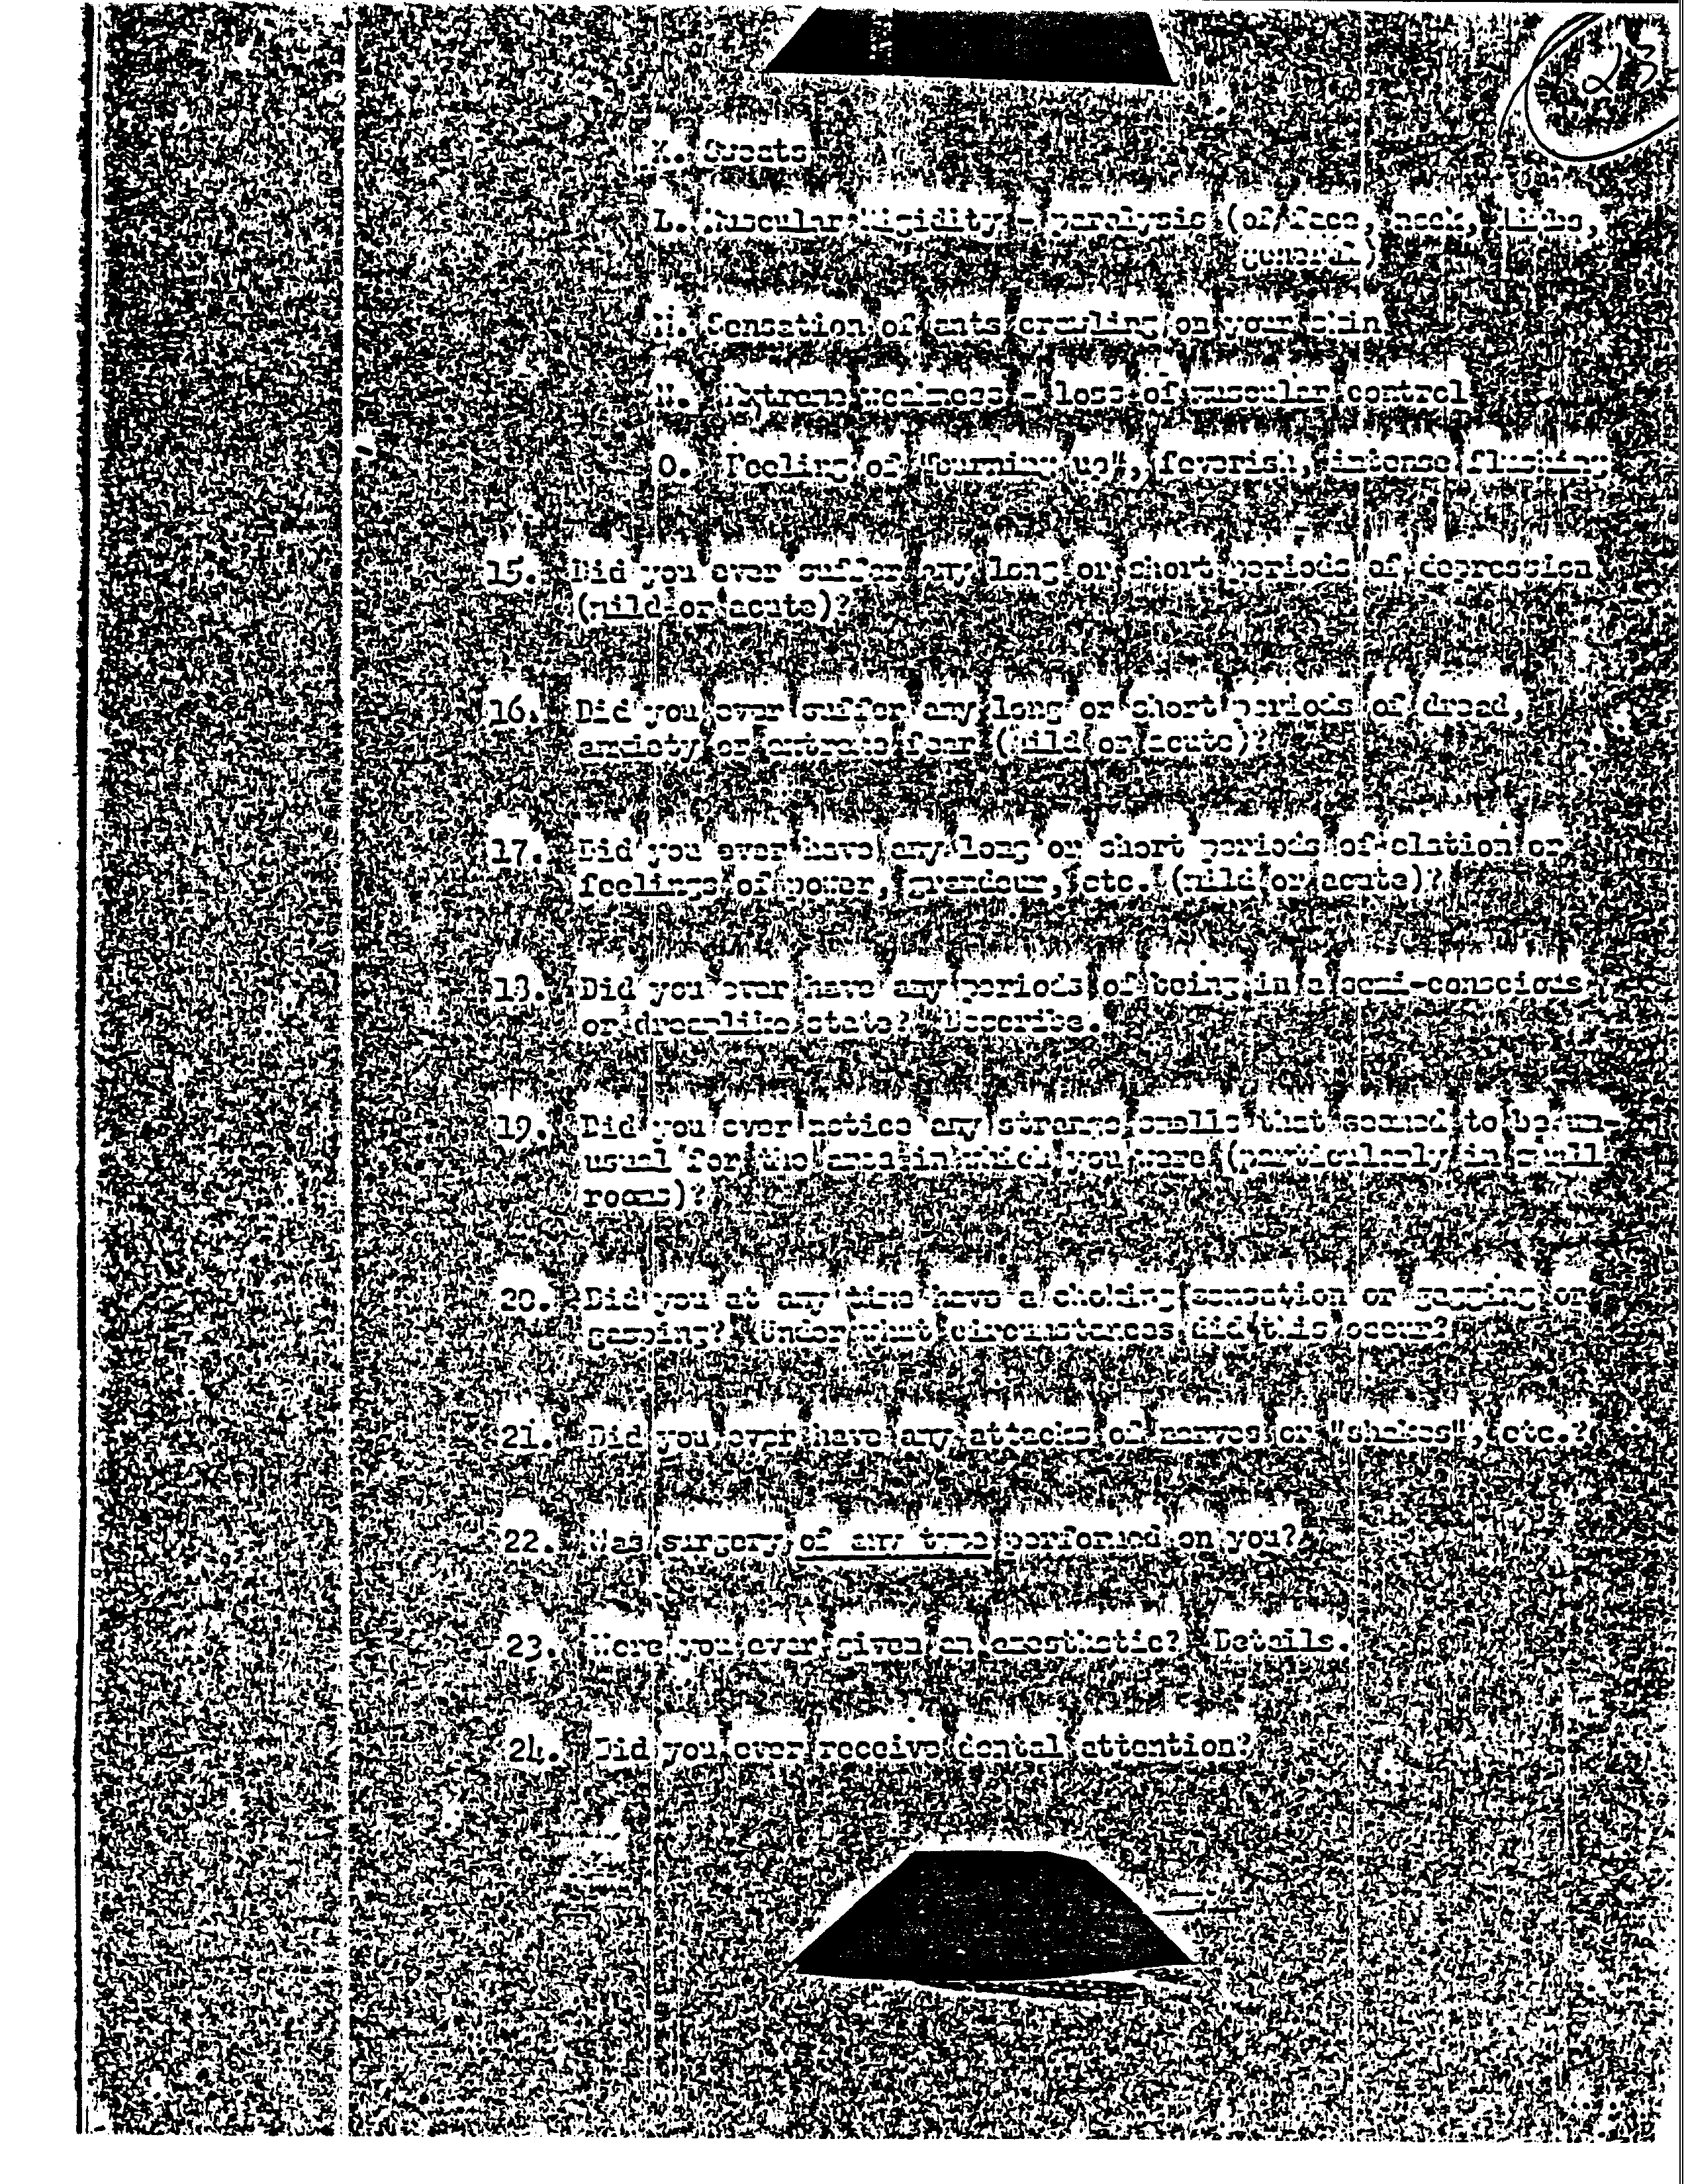 23
K. Sweats
L. Muscular Rigidity - paralysis (of face, neck, limbs,
general)
M. Sensation of ants crawling on your skin
N. Extreme weakness - loss of muscular control
O. Feeling of "burning up", feverish, intense flushing
15. Did you ever suffer any long or short periods of depression
(mild or acute)?
16. Did you ever suffer any long or short periods of dread,
anxiety or extreme fear (mild or acute)?
17. Did you ever have any long or short periods of elation or
feelings of power, grandeur, etc. (mild or acute)?
18. Did you ever have any periods of being in a semi-conscious
or dreamlike state? Describe.
19. Did you ever notice any strange smells that seemed to be un-
usual for the area in which you were (particularly in small
rooms)?
20. Did you at any time have a choking sensation or gagging or
gasping? Under what circumstances did this occur?
21. Did you ever have any attacks of nerves or "shakes", etc.?
22. Was surgery of any type performed on you?
23. Were you ever given an anesthetic? Details.
24. Did you ever receive dental attention?